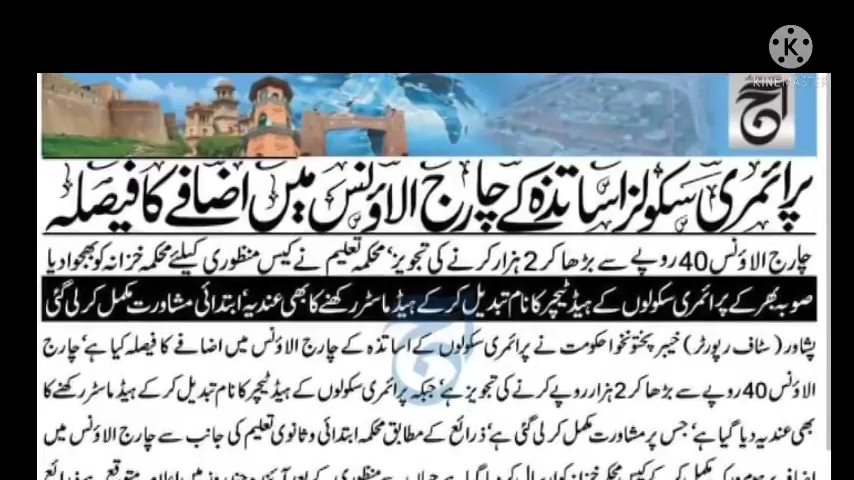 KINEMASTER
آج
پرائمری سکولز اساتذہ کے چارج الاؤنس میں اضافے کا فیصلہ
چارج الاؤنس 40 روپے سے بڑھا کر 2 ہزار کرنے کی تجویز، محکمہ تعلیم نے کیس منظوری کیلئے محکمہ خزانہ کو بھجوا دیا
صوبہ بھر کے پرائمری سکولوں کے ہیڈ ٹیچر کا نام تبدیل کر کے ہیڈ ماسٹر رکھنے کا بھی عندیہ، ابتدائی مشاورت مکمل کر لی گئی
پشاور (سٹاف رپورٹر) خیبر پختونخوا حکومت نے پرائمری سکولوں کے اساتذہ کے چارج الاؤنس میں اضافے کا فیصلہ کیا ہے، چارج
الاؤنس 40 روپے سے بڑھا کر 2 ہزار روپے کرنے کی تجویز ہے، جبکہ پرائمری سکولوں کے ہیڈ ٹیچر کا نام تبدیل کر کے ہیڈ ماسٹر رکھنے کا
بھی عندیہ دیا گیا ہے، جس پر مشاورت مکمل کر لی گئی ہے، ذرائع کے مطابق محکمہ ابتدائی و ثانوی تعلیم کی جانب سے چارج الاؤنس میں